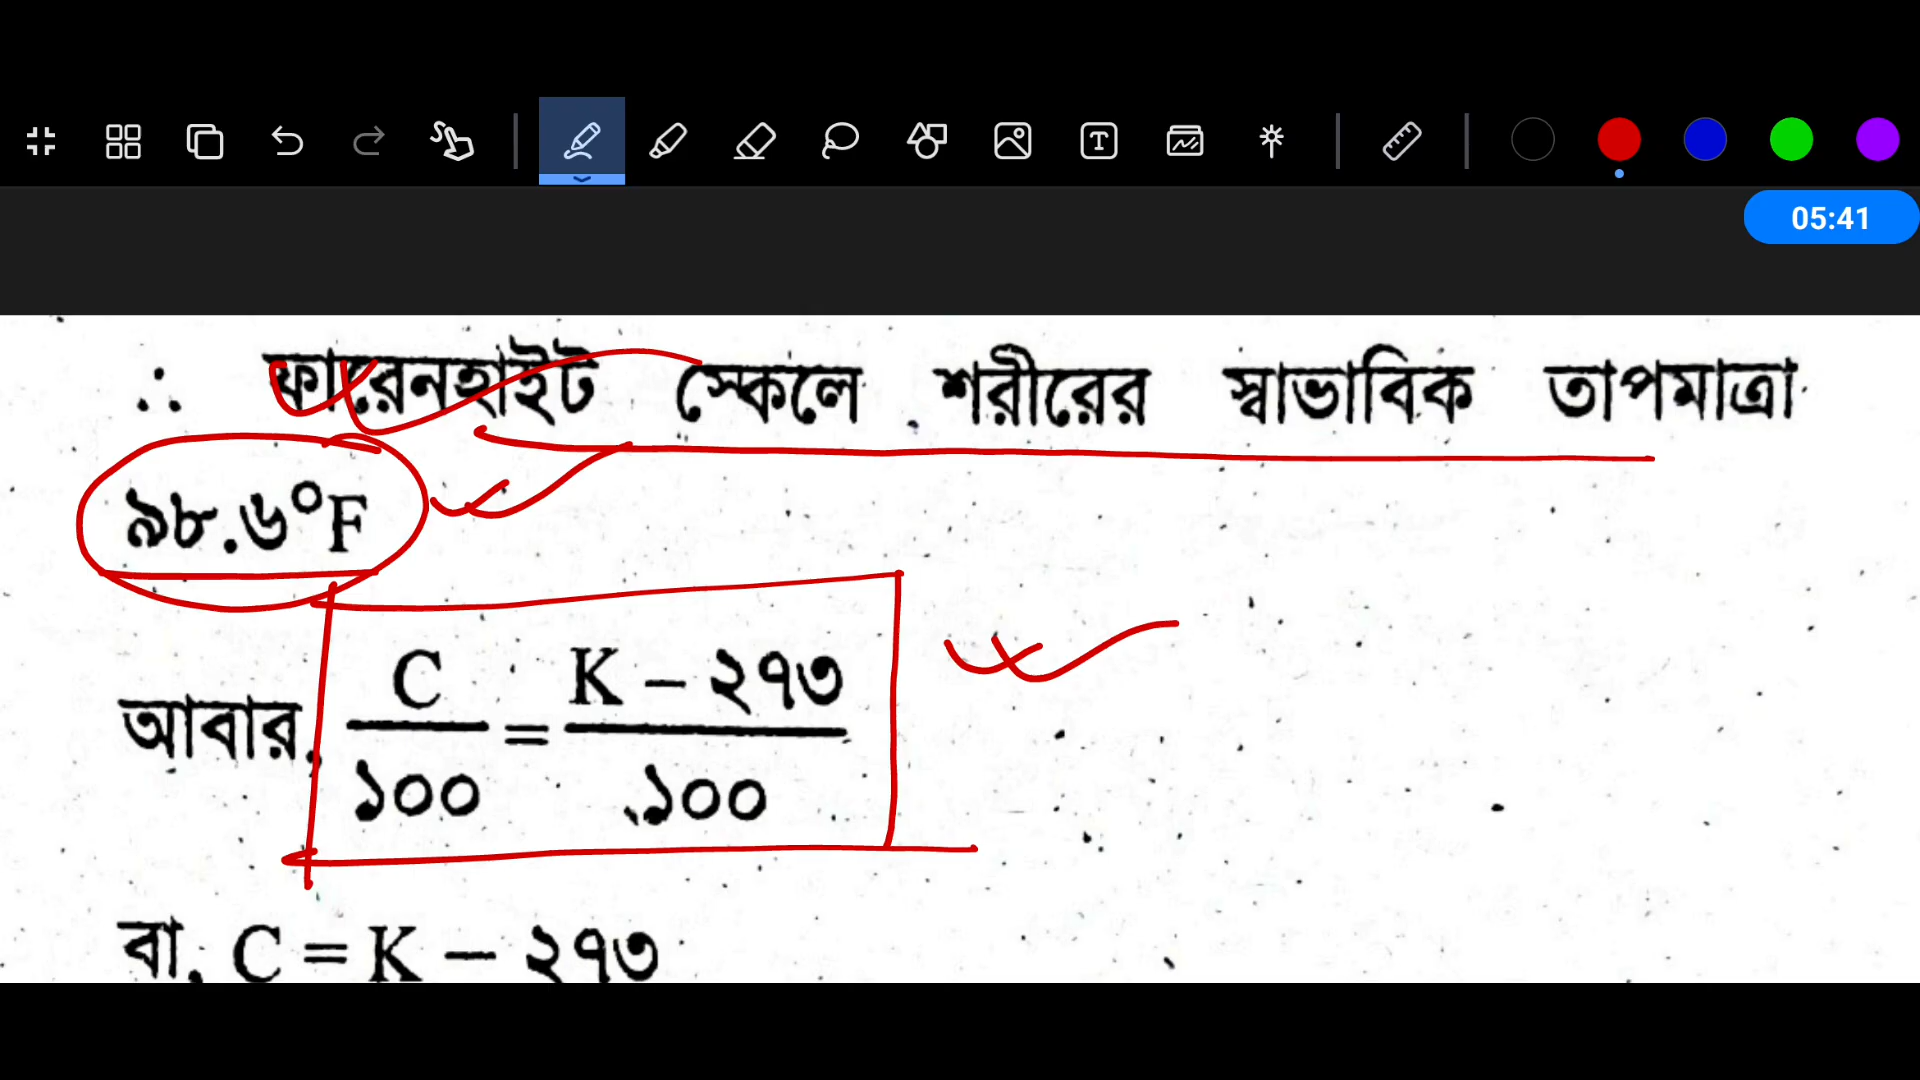 05:41
∴ ফারেনহাইট স্কেলে শরীরের স্বাভাবিক তাপমাত্রা
৯৮.৬°F
আবার, C/১০০ = K – ২৭৩/১০০
বা, C = K – ২৭৩